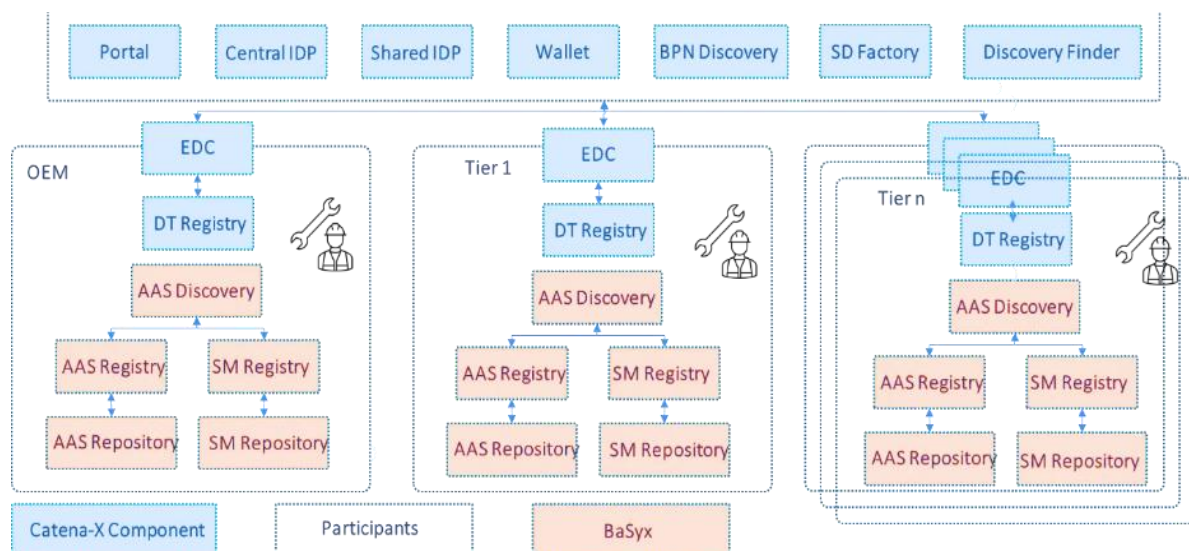 Portal
Central IDP
Shared IDP
Wallet
BPN Discovery
SD Factory
Discovery Finder
OEM
EDC
DT Registry
AAS Discovery
AAS Registry
SM Registry
AAS Repository
SM Repository
Tier 1
EDC
DT Registry
AAS Discovery
AAS Registry
SM Registry
AAS Repository
SM Repository
Tier n
EDC
DT Registry
AAS Discovery
AAS Registry
SM Registry
AAS Repository
SM Repository
Catena-X Component
Participants
BaSyx